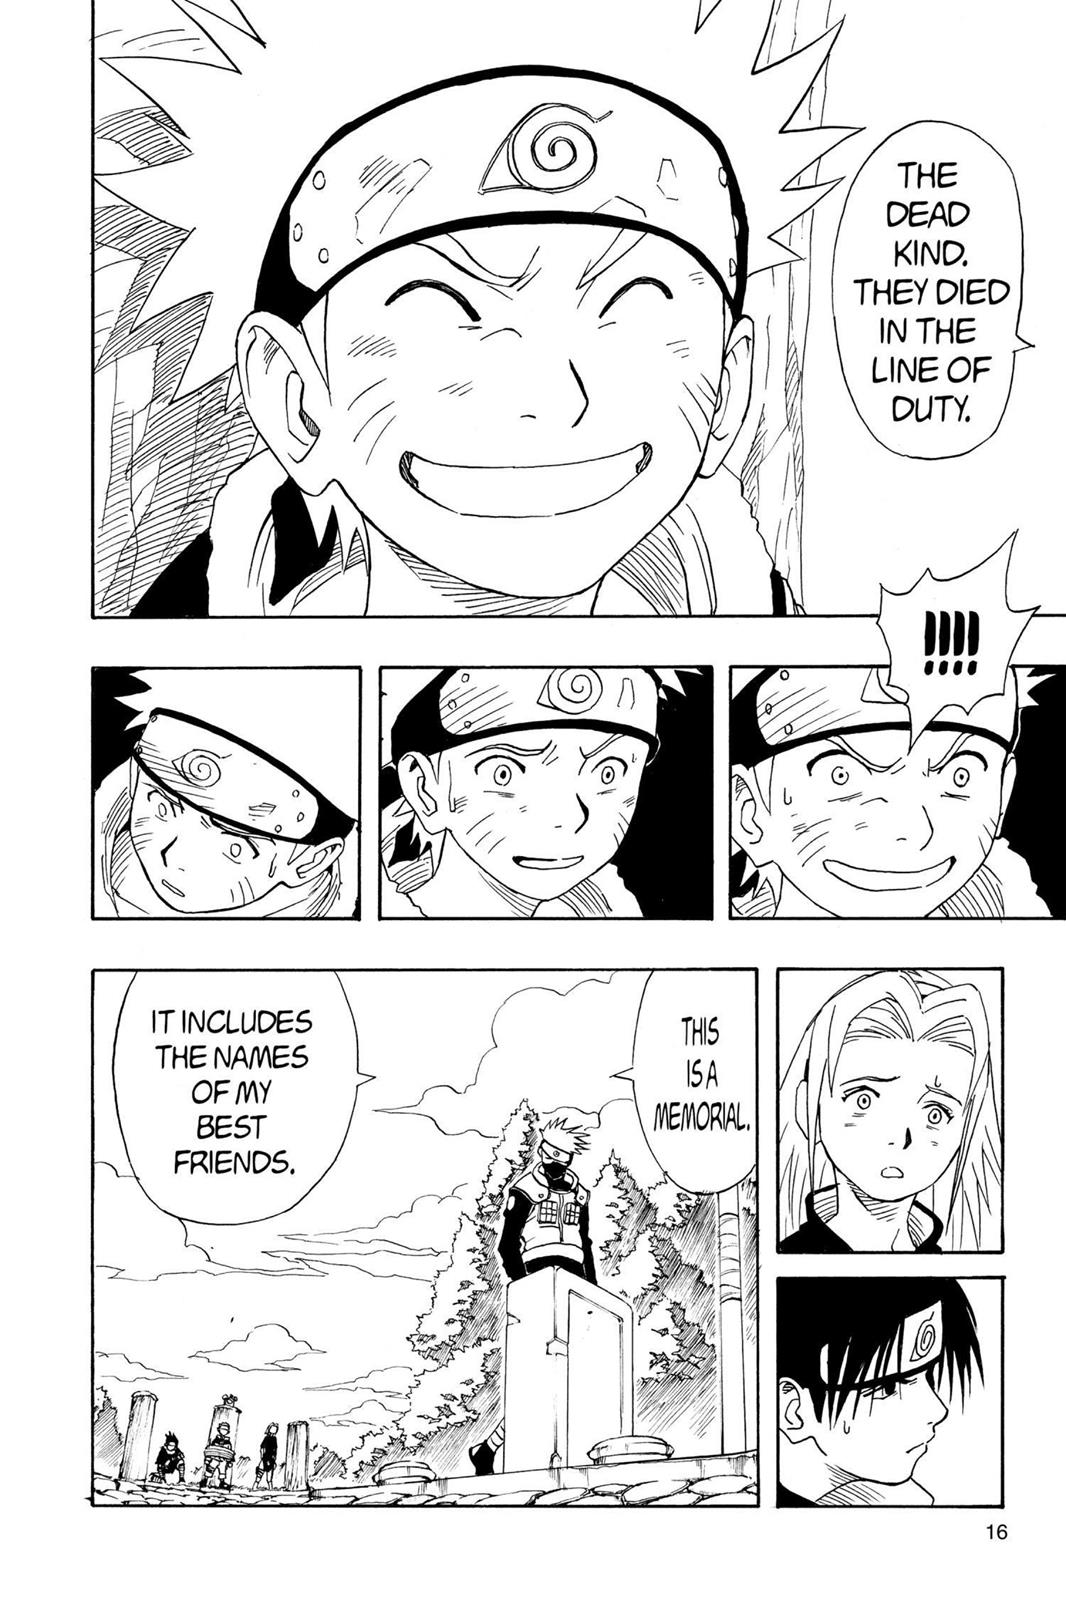 THE
DEAD
KIND.
THEY DIED
IN THE
LINE OF
DUTY.
!!!!
THIS
IS A
MEMORIAL.
IT INCLUDES
THE NAMES
OF MY
BEST
FRIENDS.
16